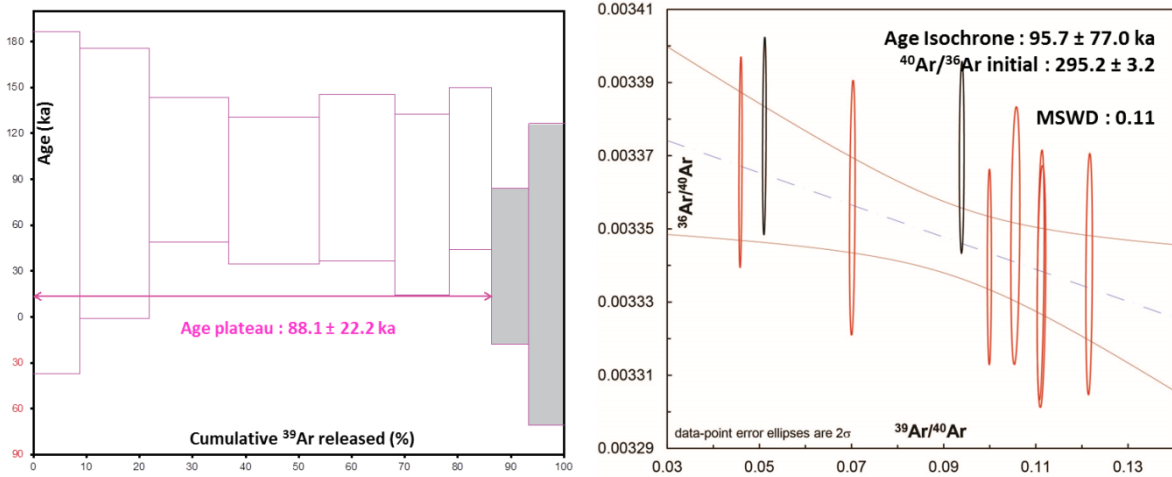 180
150
120
90
60
30
0
30
60
90
Age (ka)
Age plateau : 88.1 ± 22.2 ka
Cumulative ³⁹Ar released (%)
0 10 20 30 40 50 60 70 80 90 100
0.00341
0.00339
0.00337
0.00335
0.00333
0.00331
0.00329
Age Isochrone : 95.7 ± 77.0 ka
⁴⁰Ar/³⁶Ar initial : 295.2 ± 3.2
MSWD : 0.11
³⁶Ar/⁴⁰Ar
data-point error ellipses are 2σ
³⁹Ar/⁴⁰Ar
0.03 0.05 0.07 0.09 0.11 0.13